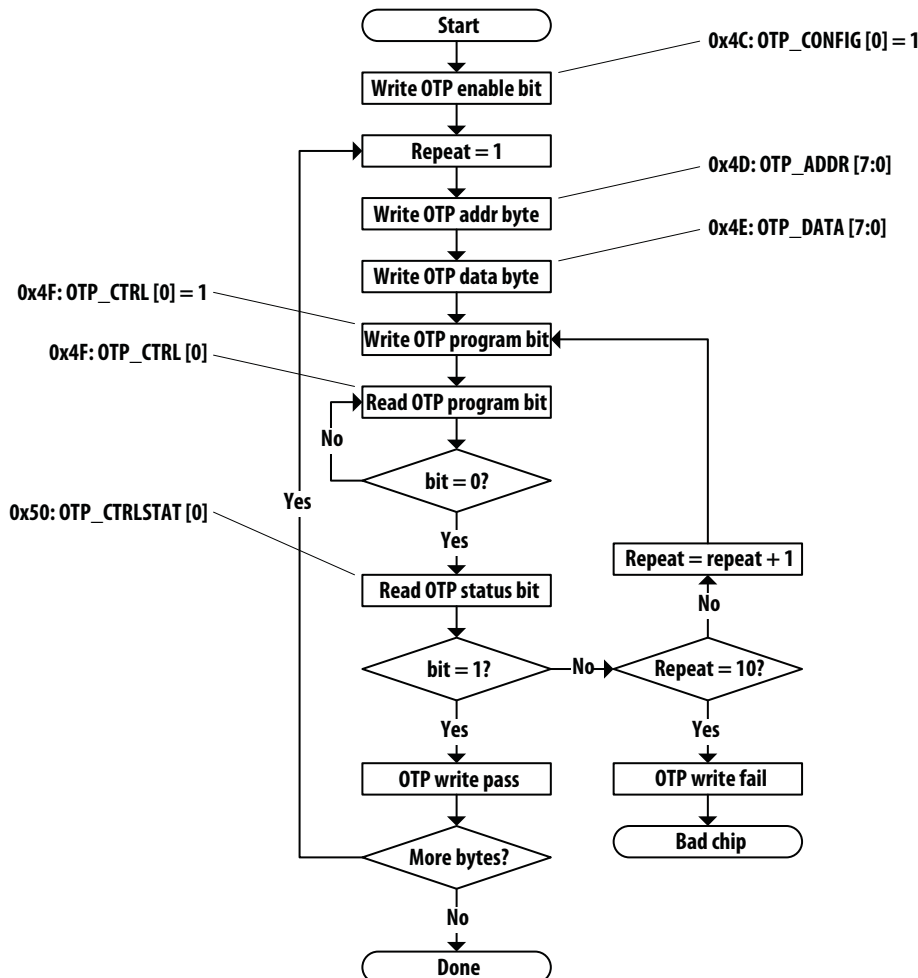 Start
0x4C: OTP_CONFIG [0] = 1
Write OTP enable bit
Repeat = 1
0x4D: OTP_ADDR [7:0]
Write OTP addr byte
0x4E: OTP_DATA [7:0]
Write OTP data byte
0x4F: OTP_CTRL [0] = 1
Write OTP program bit
0x4F: OTP_CTRL [0]
Read OTP program bit
No
bit = 0?
Yes
0x50: OTP_CTRLSTAT [0]
Yes
Repeat = repeat + 1
Read OTP status bit
No
bit = 1?
No
Repeat = 10?
Yes
Yes
OTP write pass
OTP write fail
More bytes?
Bad chip
No
Done